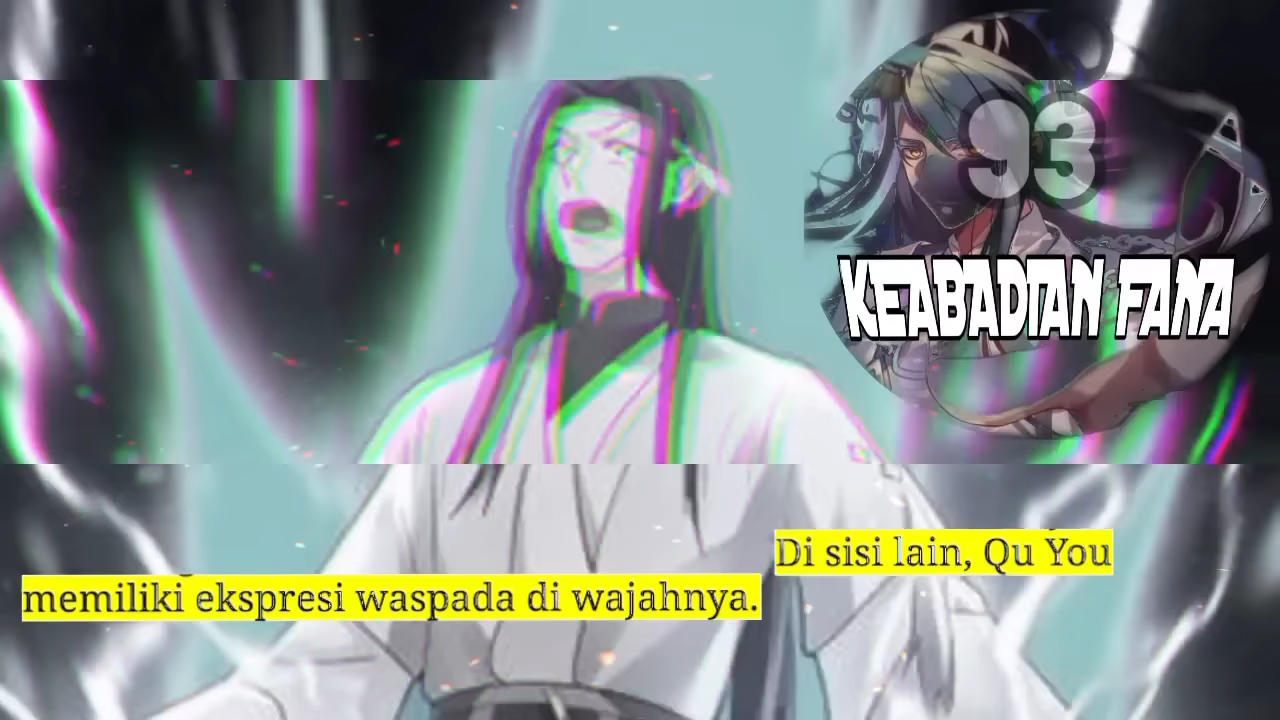 93
KEABADIAN FANA
Di sisi lain, Qu You
memiliki ekspresi waspada di wajahnya.